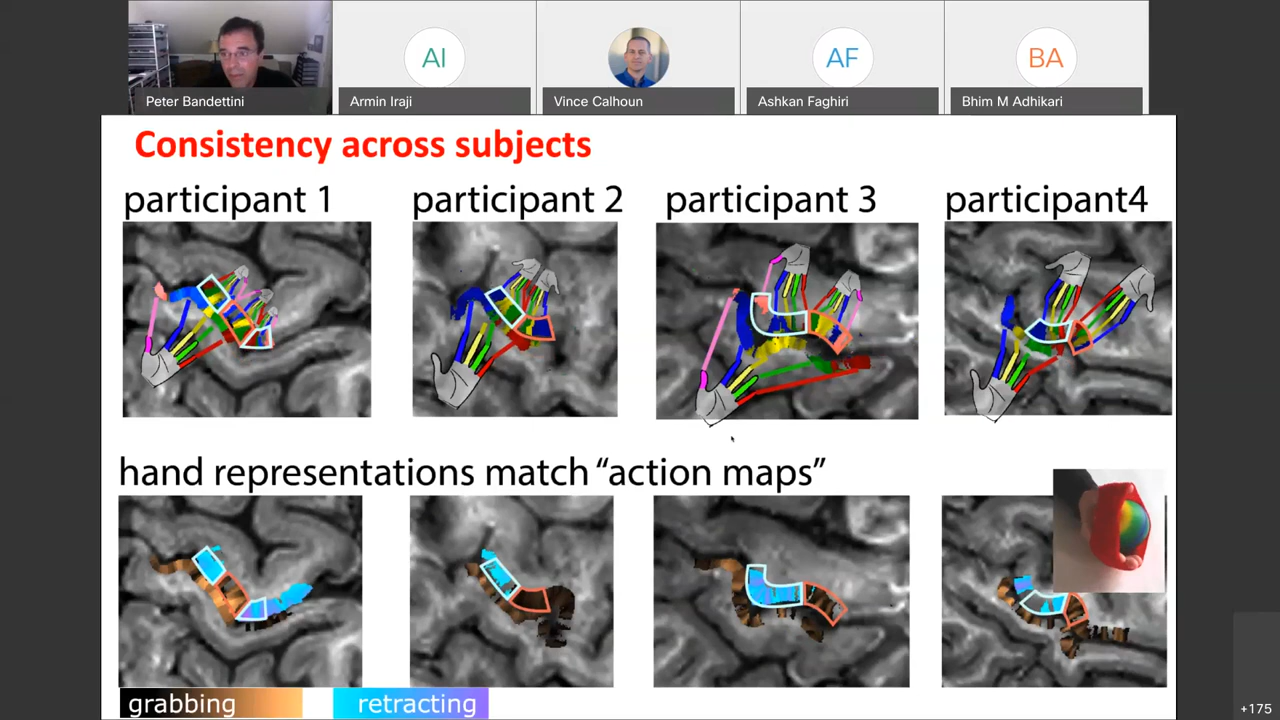 AI
AF
BA
Peter Bandettini
Armin Iraji
Vince Calhoun
Ashkan Faghiri
Bhim M Adhikari
Consistency across subjects
participant 1
participant 2
participant 3
participant4
hand representations match “action maps”
grabbing
retracting
+175